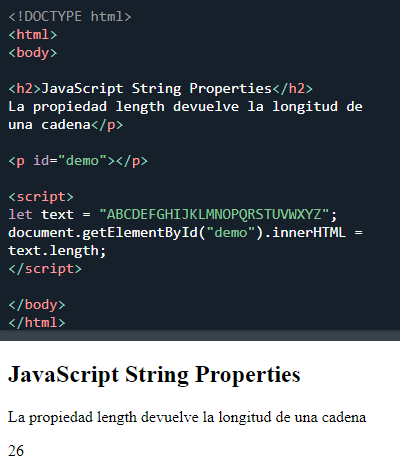 <!DOCTYPE html>
<html>
<body>
<h2>JavaScript String Properties</h2>
La propiedad length devuelve la longitud de
una cadena</p>
<p id="demo"></p>
<script>
let text = "ABCDEFGHIJKLMNOPQRSTUVWXYZ";
document.getElementById("demo").innerHTML =
text.length;
</script>
</body>
</html>
JavaScript String Properties
La propiedad length devuelve la longitud de una cadena
26